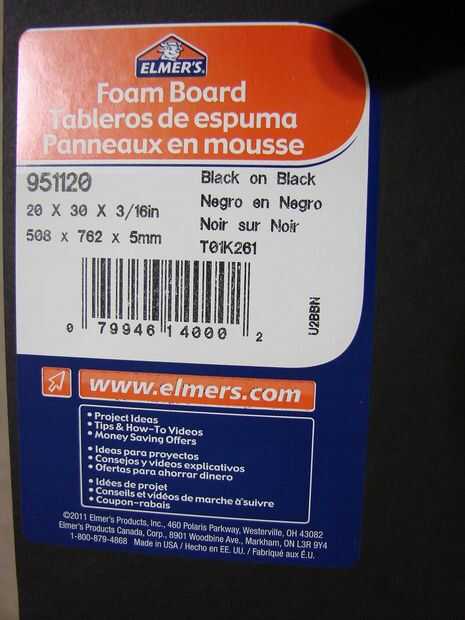 ELMER'S
Foam Board
Tableros de espuma
Panneaux en mousse
951120
20 X 30 X 3/16in
508 x 762 x 5mm
Black on Black
Negro en Negro
Noir sur Noir
T01K261
0 79946 14000 2
U2BBN
www.elmers.com
• Project Ideas
• Tips & How-To Videos
• Money Saving Offers
• Ideas para proyectos
• Consejos y videos explicativos
• Ofertas para ahorrar dinero
• Idées de projet
• Conseils et vidéos de marche à suivre
• Coupon-rabais
©2011 Elmer's Products, Inc., 460 Polaris Parkway, Westerville, OH 43082
Elmer's Products Canada, Corp., 8901 Woodbine Ave., Markham, ON L3R 9Y4
1-800-879-4868 Made in USA / Hecho en EE. UU. / Fabriqué aux É.U.